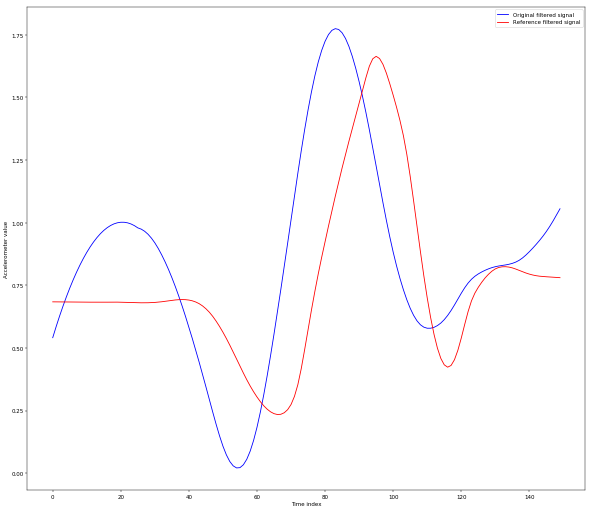 Original filtered signal
Reference filtered signal
1.75
1.50
1.25
1.00
0.75
0.50
0.25
0.00
Accelerometer value
0 20 40 60 80 100 120 140
Time index